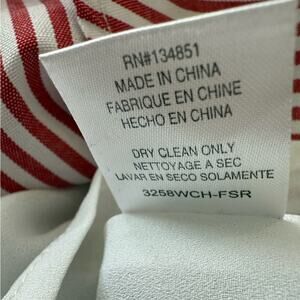 RN#134851
MADE IN CHINA
FABRIQUE EN CHINE
HECHO EN CHINA
DRY CLEAN ONLY
NETTOYAGE A SEC
LAVAR EN SECO SOLAMENTE
3258WCH-FSR